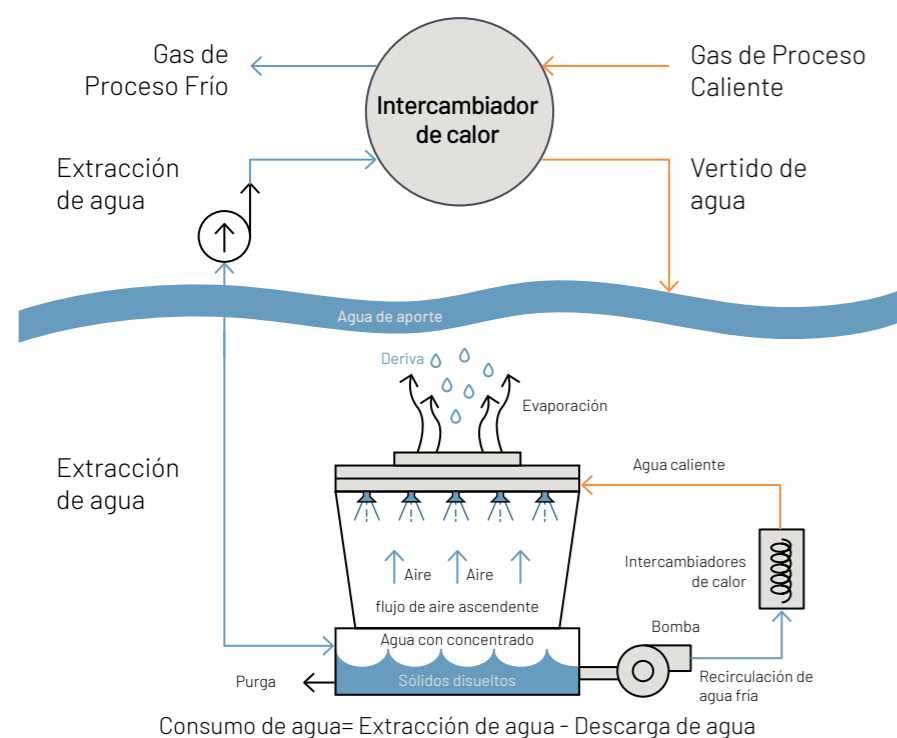 Gas de
Proceso Frío
Gas de Proceso
Caliente
Intercambiador
de calor
Extracción
de agua
Vertido de
agua
Agua de aporte
Deriva
Evaporación
Extracción
de agua
Agua caliente
Aire
Aire
Intercambiadores
de calor
flujo de aire ascendente
Agua con concentrado
Bomba
Purga
Sólidos disueltos
Recirculación de
agua fría
Consumo de agua= Extracción de agua - Descarga de agua